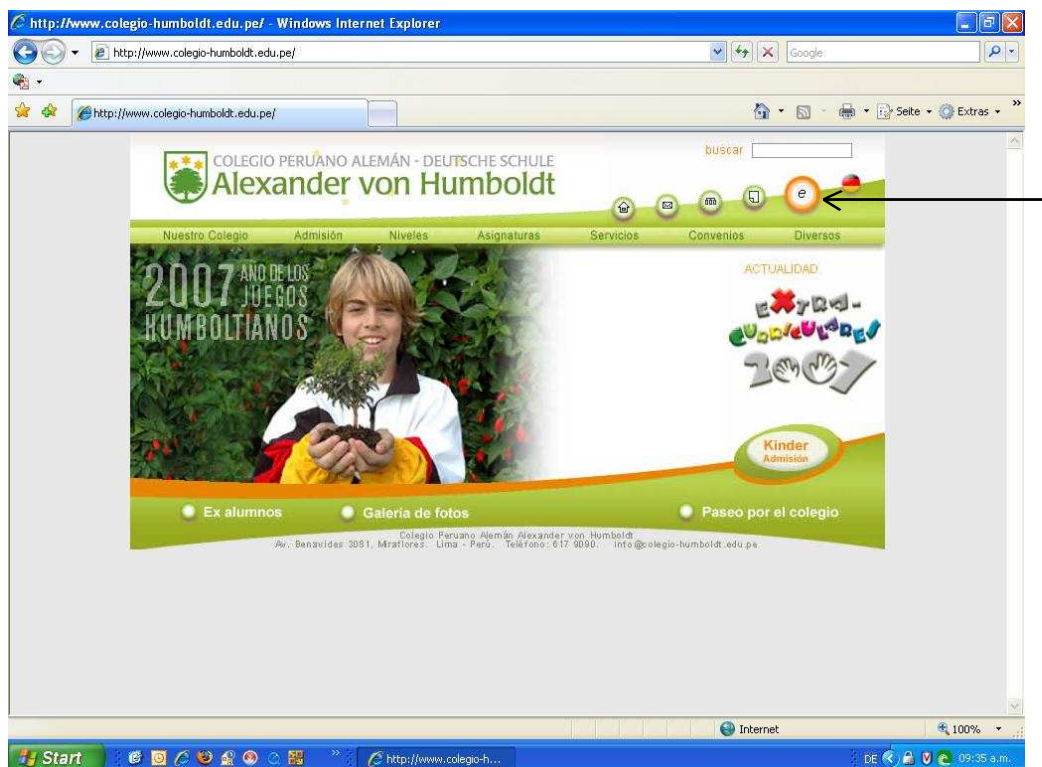 http://www.colegio-humboldt.edu.pe/ - Windows Internet Explorer
http://www.colegio-humboldt.edu.pe/
Google
http://www.colegio-humboldt.edu.pe/
Seite
Extras
»
buscar
COLEGIO PERUANO ALEMÁN - DEUTSCHE SCHULE
Alexander von Humboldt
e
Nuestro Colegio Admisión Niveles Asignaturas Servicios Convenios Diversos
2007 AÑO DE LOS
JUEGOS
HUMBOLTIANOS
ACTUALIDAD
EXTRA-
CURRICULARES
2007
Kinder
Admisión
Ex alumnos Galería de fotos Paseo por el colegio
Colegio Peruano Alemán Alexander von Humboldt
Av. Benavides 3081, Miraflores. Lima - Perú. Teléfono: 617 9090. info@colegio-humboldt.edu.pe
Internet 100%
Start » http://www.colegio-h... DE 09:35 a.m.